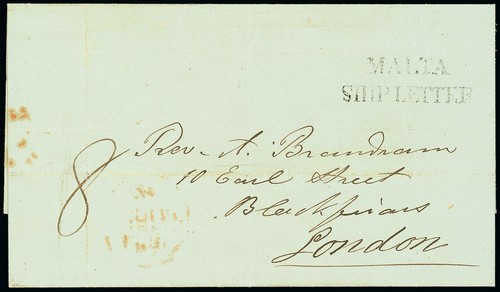 MALTA
SHIP LETTER
8
Rev. A. Brandram
10 Earl Street
Blackfriars
London